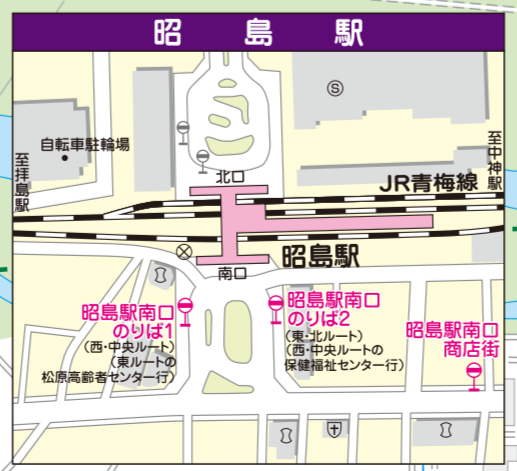 昭島駅
S
自転車駐輪場
至拝島駅
北口
至中神駅
JR青梅線
昭島駅
南口
昭島駅南口
のりば1
(西・中央ルート)
(東ルートの
松原高齢者センター行)
昭島駅南口
のりば2
(東・北ルート)
(西・中央ルートの
保健福祉センター行)
昭島駅南口
商店街